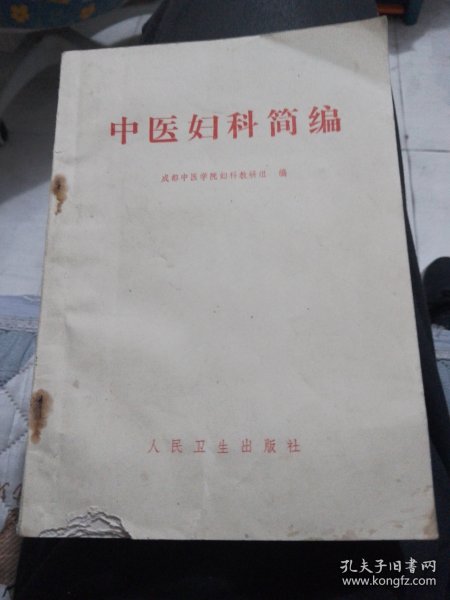 中医妇科简编
成都中医学院妇科教研组 编
人民卫生出版社
孔夫子旧书网
www.kongfz.com